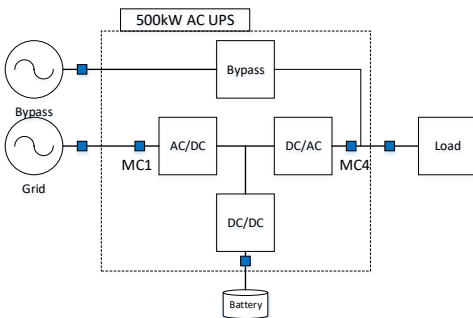 500kW AC UPS
Bypass
Bypass
AC/DC
DC/AC
Load
MC1
MC4
Grid
DC/DC
Battery